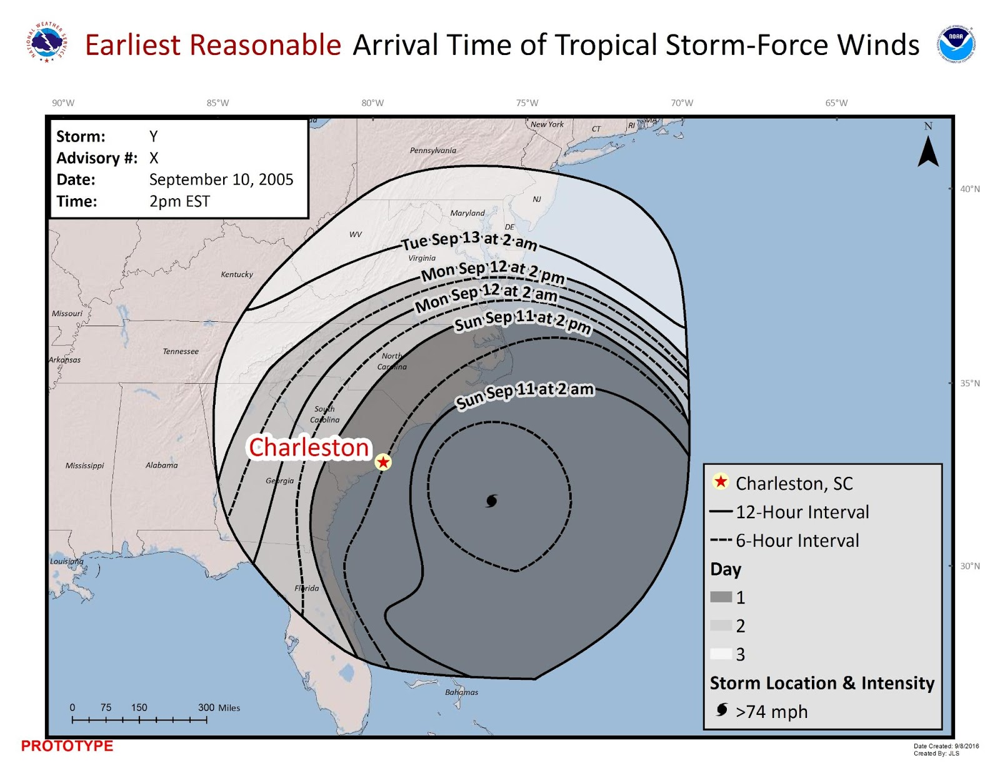 Earliest Reasonable Arrival Time of Tropical Storm-Force Winds
NATIONAL WEATHER SERVICE
NOAA
90°W 85°W 80°W 75°W 70°W 65°W
Storm: Y
Advisory #: X
Date: September 10, 2005
Time: 2pm EST
N
New York
CT
RI
MA
Pennsylvania
40°N
NJ
Maryland
DE
WV
Tue Sep 13 at 2 am
Virginia
Kentucky
Mon Sep 12 at 2 pm
Mon Sep 12 at 2 am
Missouri
Sun Sep 11 at 2 pm
Tennessee
North
Carolina
Arkansas
35°N
Sun Sep 11 at 2 am
South
Carolina
Charleston
Mississippi
Alabama
Georgia
Charleston, SC
12-Hour Interval
6-Hour Interval
Louisiana
30°N
Day
Florida
1
2
3
Storm Location & Intensity
>74 mph
Bahamas
0 75 150 300 Miles
PROTOTYPE
Date Created: 9/8/2016
Created By: JLS